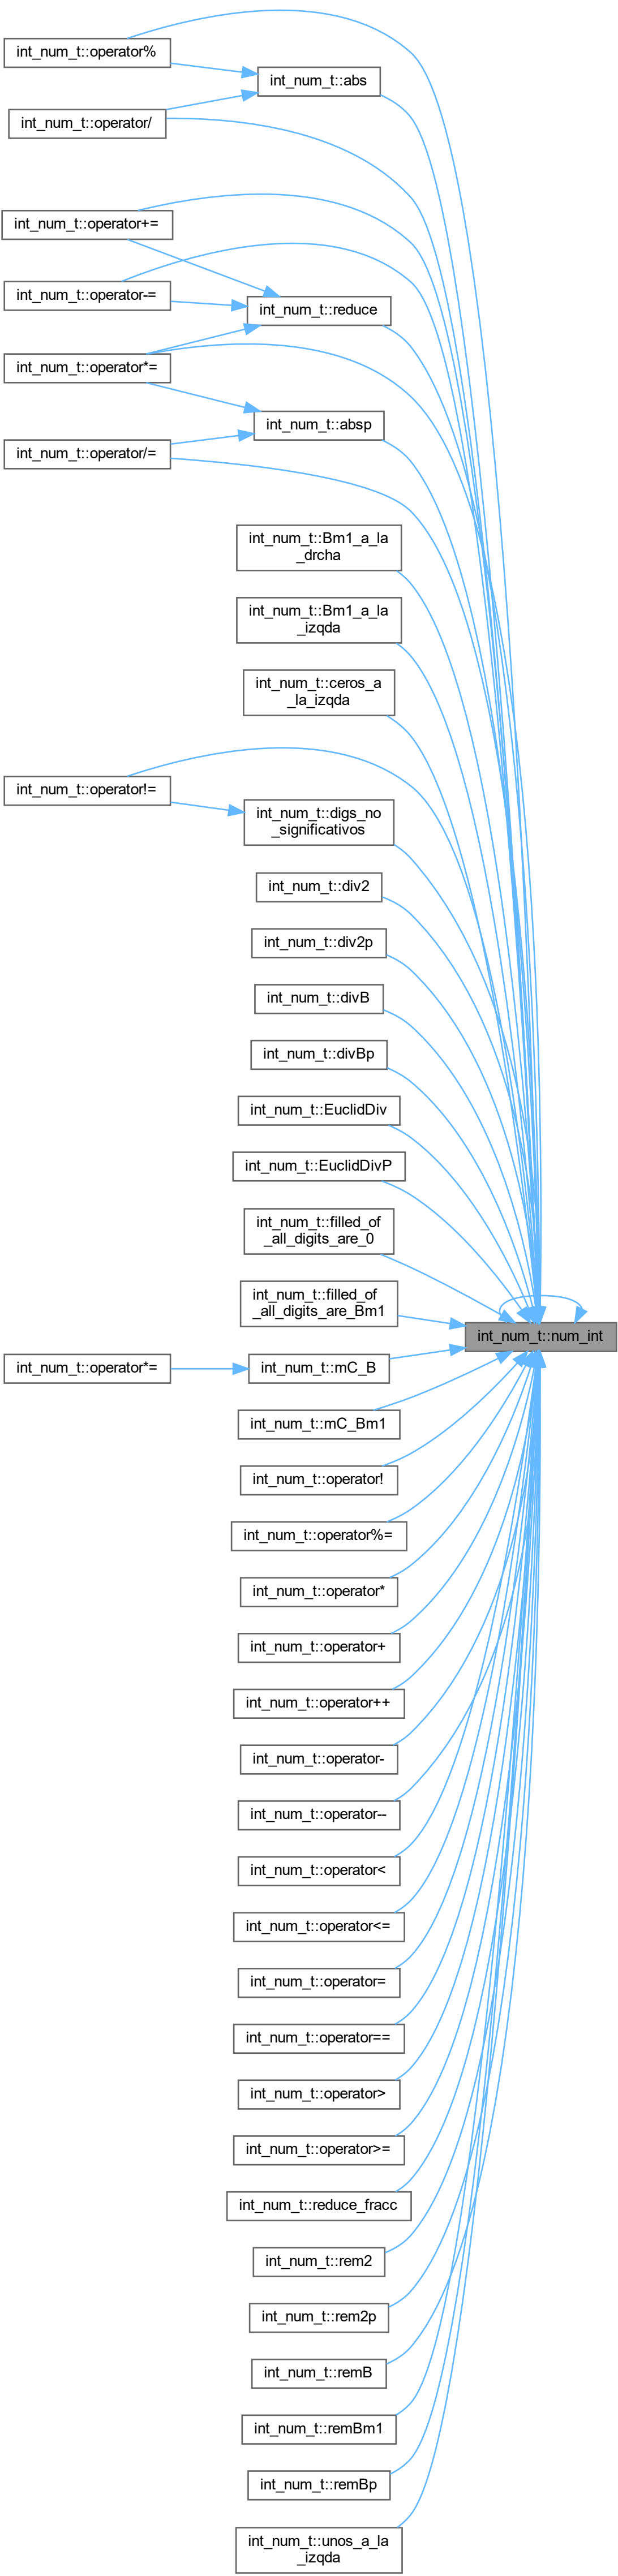 int_num_t::operator%
int_num_t::abs
int_num_t::operator/
int_num_t::operator+=
int_num_t::operator-=
int_num_t::reduce
int_num_t::operator*=
int_num_t::absp
int_num_t::operator/=
int_num_t::Bm1_a_la
_drcha
int_num_t::Bm1_a_la
_izqda
int_num_t::ceros_a
_la_izqda
int_num_t::operator!=
int_num_t::digs_no
_significativos
int_num_t::div2
int_num_t::div2p
int_num_t::divB
int_num_t::divBp
int_num_t::EuclidDiv
int_num_t::EuclidDivP
int_num_t::filled_of
_all_digits_are_0
int_num_t::filled_of
_all_digits_are_Bm1
int_num_t::num_int
int_num_t::operator*=
int_num_t::mC_B
int_num_t::mC_Bm1
int_num_t::operator!
int_num_t::operator%=
int_num_t::operator*
int_num_t::operator+
int_num_t::operator++
int_num_t::operator-
int_num_t::operator--
int_num_t::operator<
int_num_t::operator<=
int_num_t::operator=
int_num_t::operator==
int_num_t::operator>
int_num_t::operator>=
int_num_t::reduce_fracc
int_num_t::rem2
int_num_t::rem2p
int_num_t::remB
int_num_t::remBm1
int_num_t::remBp
int_num_t::unos_a_la
_izqda